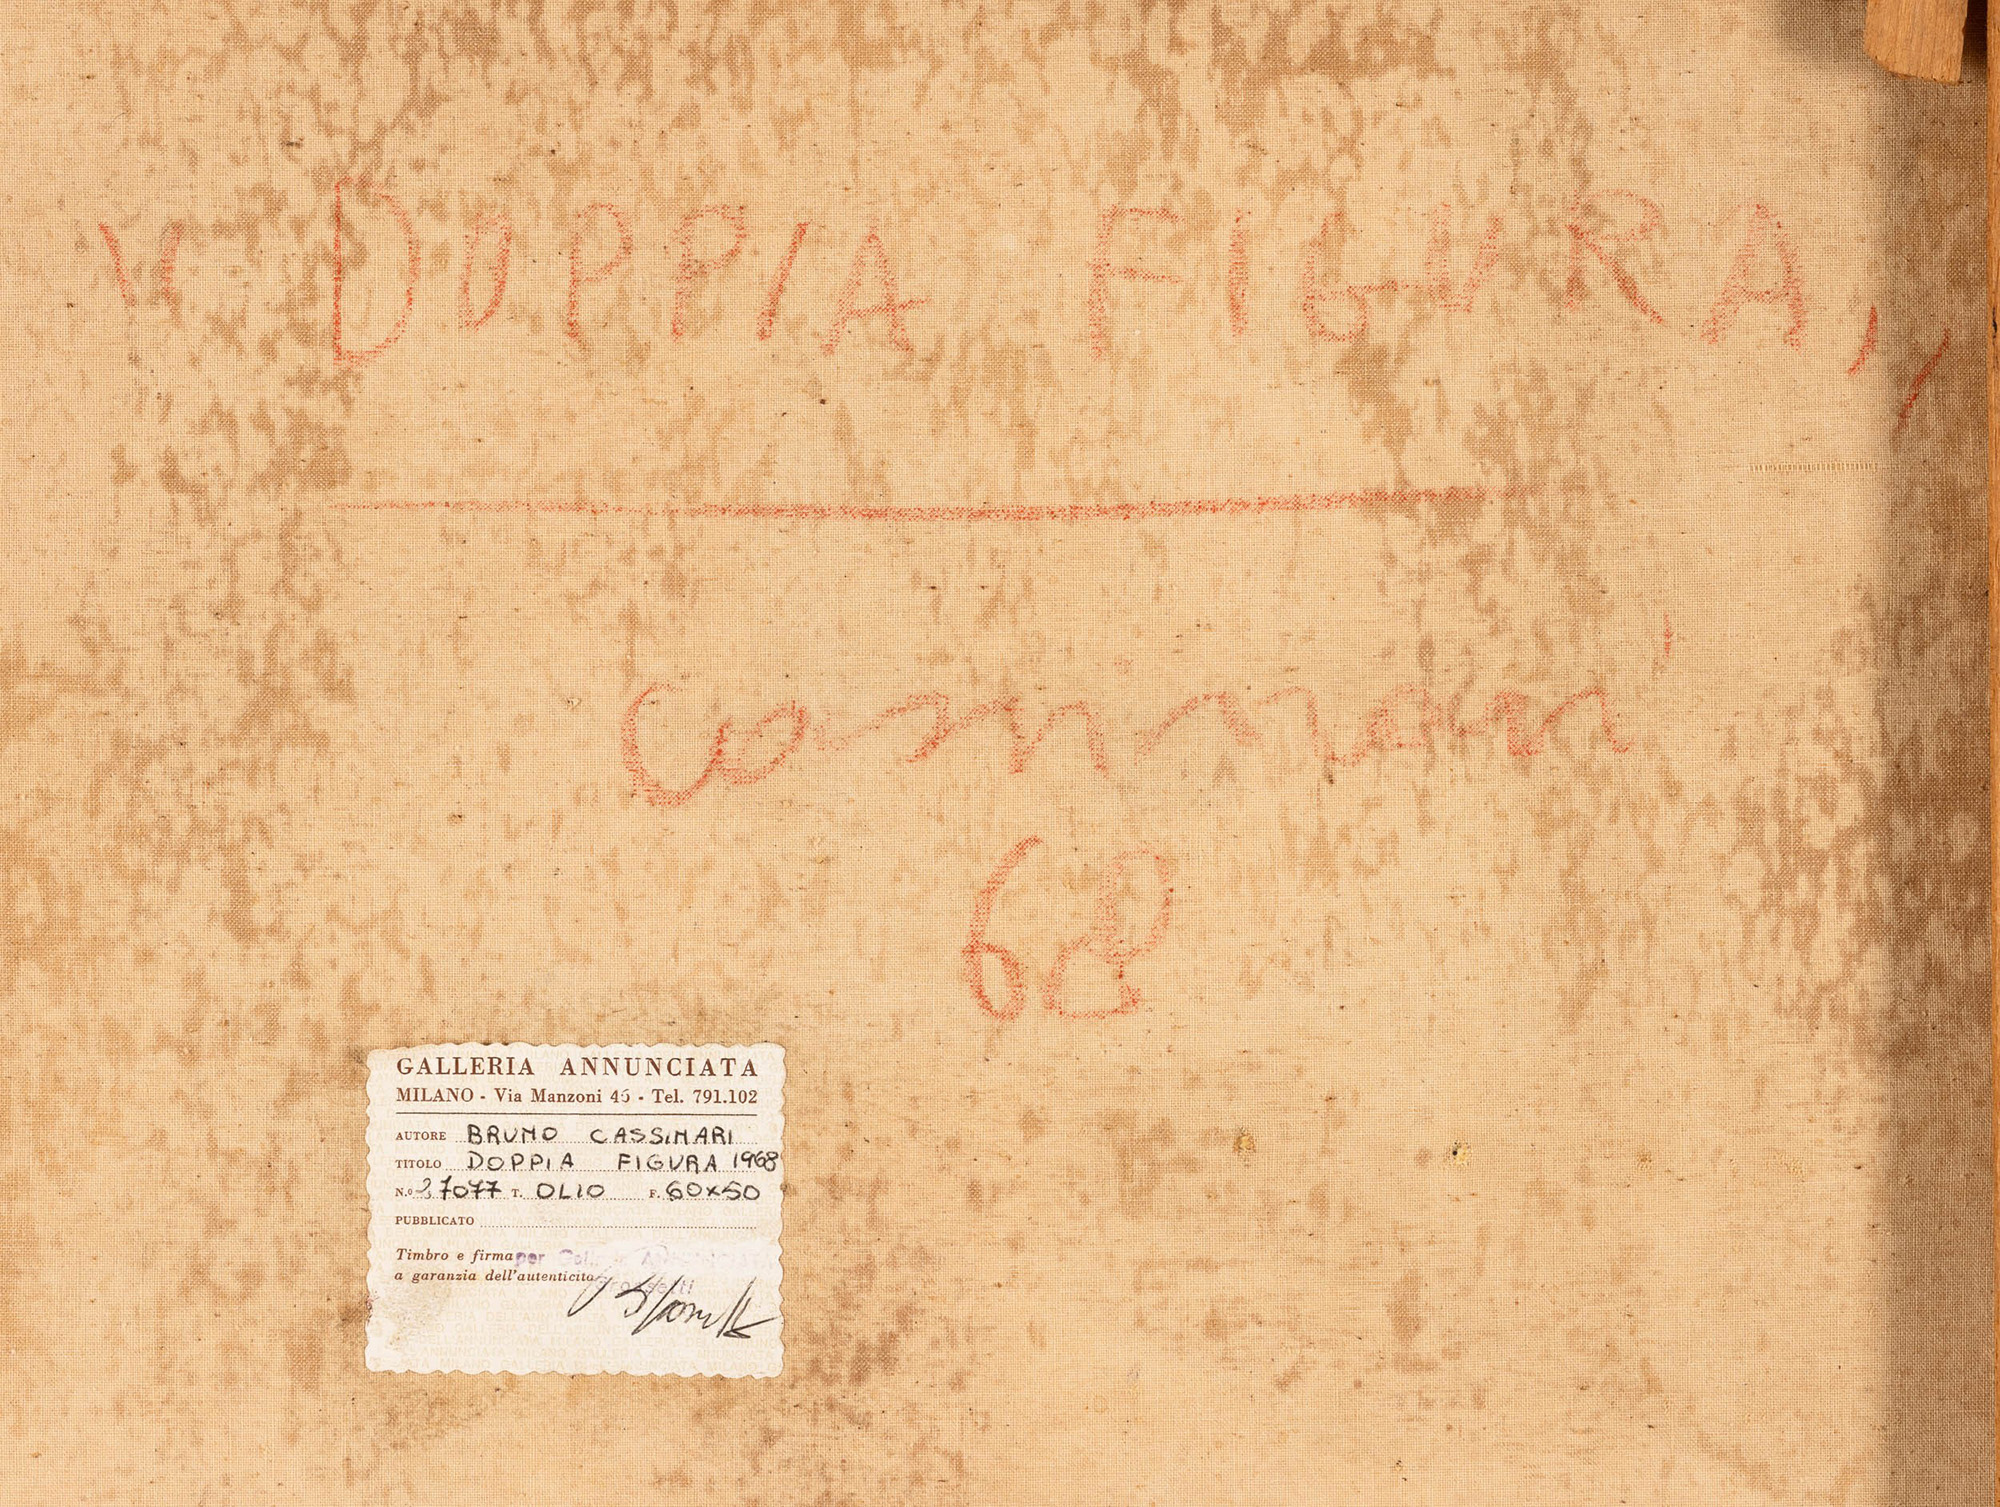 " DOPPIA FIGURA,,
Cassinari
68
GALLERIA ANNUNCIATA
MILANO - Via Manzoni 46 - Tel. 791.102
AUTORE BRUNO CASSINARI
TITOLO DOPPIA FIGURA 1968
N.º 27077 T. OLIO F. 60x50
PUBBLICATO
Timbro e firma per
a garanzia dell'autenticità